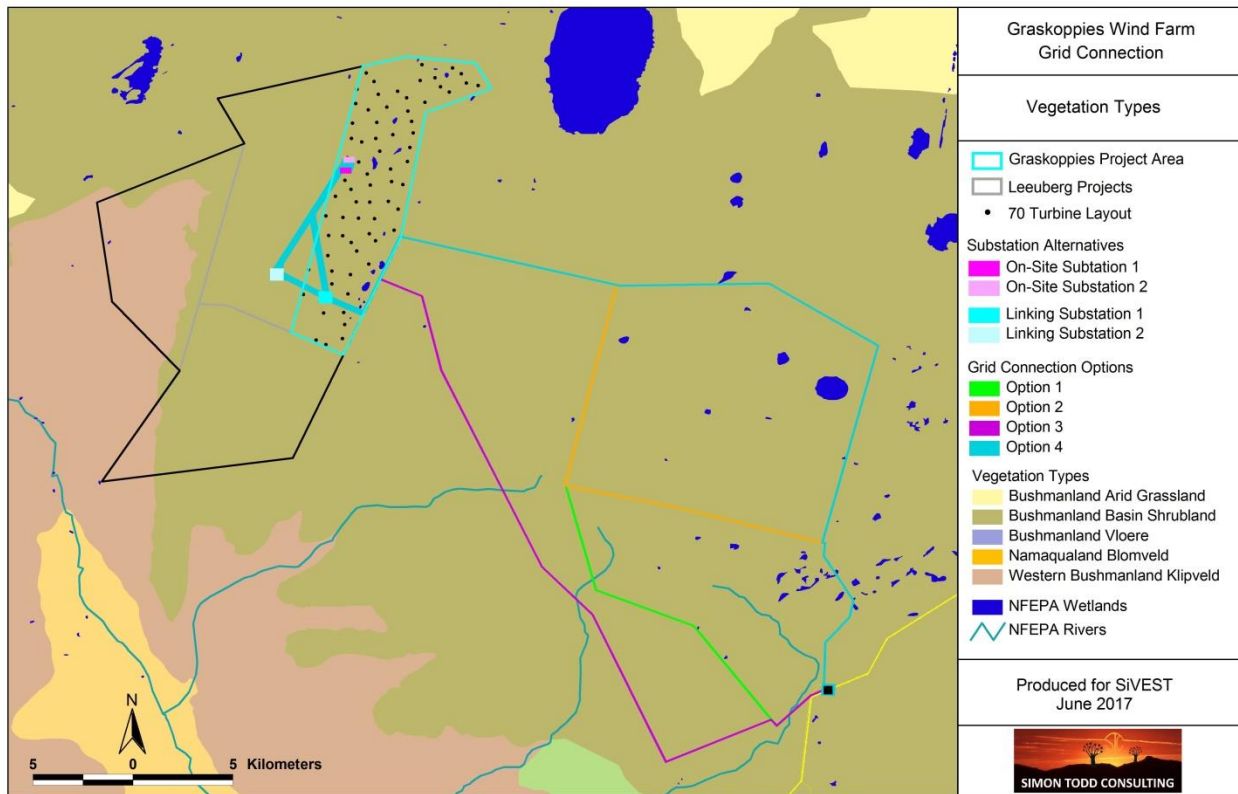 Graskoppies Wind Farm
Grid Connection
Vegetation Types
Graskoppies Project Area
Leeuberg Projects
70 Turbine Layout
Substation Alternatives
On-Site Substation 1
On-Site Substation 2
Linking Substation 1
Linking Substation 2
Grid Connection Options
Option 1
Option 2
Option 3
Option 4
Vegetation Types
Bushmanland Arid Grassland
Bushmanland Basin Shrubland
Bushmanland Vloere
Namaqualand Blomveld
Western Bushmanland Klipveld
NFEPA Wetlands
NFEPA Rivers
Produced for SiVEST
June 2017
SIMON TODD CONSULTING
N
5 0 5 Kilometers